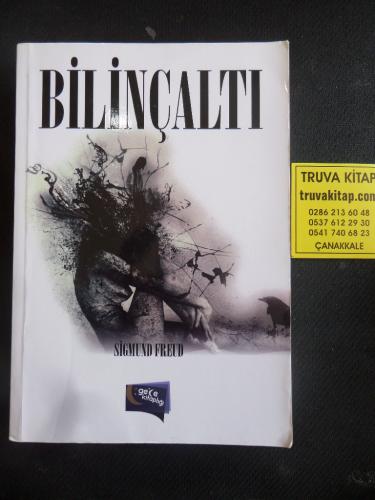 BİLİNÇALTI
SİGMUND FREUD
gece
kitaplığı
TRUVA KİTAP
truvakitap.com
0286 213 60 48
0537 612 29 30
0541 740 68 23
ÇANAKKALE